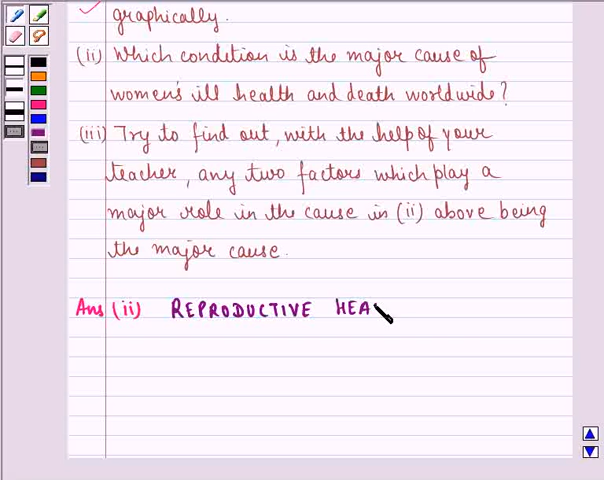 graphically.
(ii) Which condition is the major cause of
women's ill health and death worldwide?
(iii) Try to find out, with the help of your
teacher, any two factors which play a
major role in the cause in (ii) above being
the major cause.
Ans (ii) REPRODUCTIVE HEA